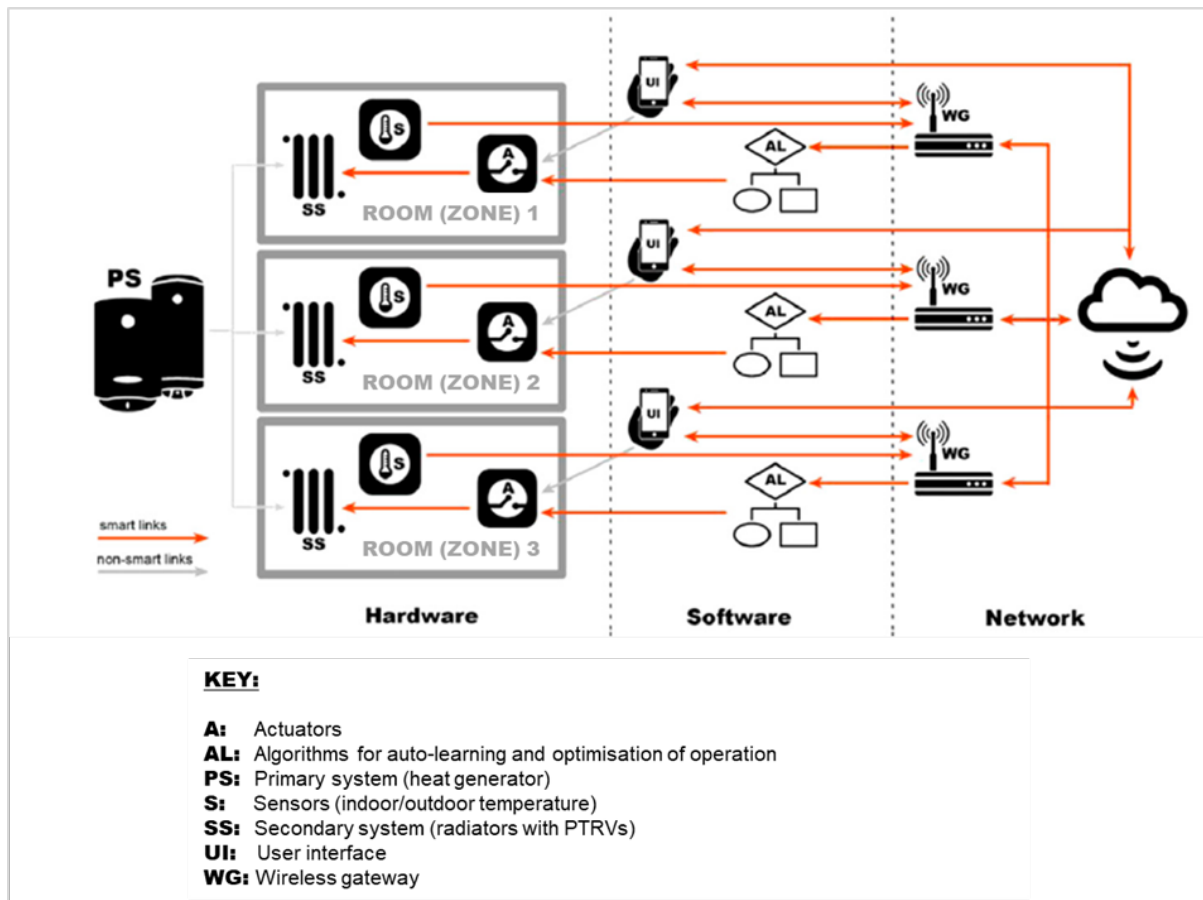 UI
WG
S
A
AL
SS
ROOM (ZONE) 1
UI
PS
S
WG
A
AL
SS
ROOM (ZONE) 2
UI
S
WG
A
AL
smart links
SS
ROOM (ZONE) 3
non-smart links
Hardware
Software
Network
KEY:
A: Actuators
AL: Algorithms for auto-learning and optimisation of operation
PS: Primary system (heat generator)
S: Sensors (indoor/outdoor temperature)
SS: Secondary system (radiators with PTRVs)
UI: User interface
WG: Wireless gateway